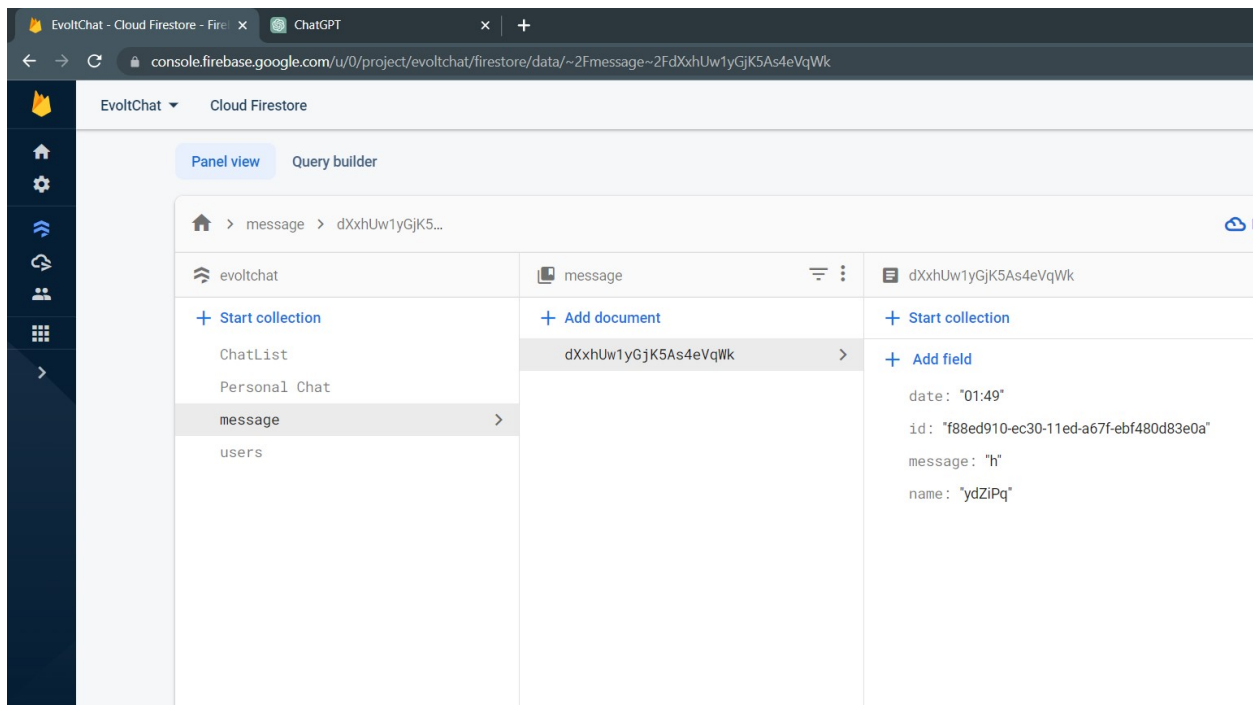 EvoltChat - Cloud Firestore - Fire
ChatGPT
console.firebase.google.com/u/0/project/evoltchat/firestore/data/~2Fmessage~2FdXxhUw1yGjK5As4eVqWk
EvoltChat
Cloud Firestore
Panel view
Query builder
message > dXxhUw1yGjK5...
evoltchat
+ Start collection
ChatList
Personal Chat
message
users
message
+ Add document
dXxhUw1yGjK5As4eVqWk
dXxhUw1yGjK5As4eVqWk
+ Start collection
+ Add field
date: "01:49"
id: "f88ed910-ec30-11ed-a67f-ebf480d83e0a"
message: "h"
name: "ydZiPq"